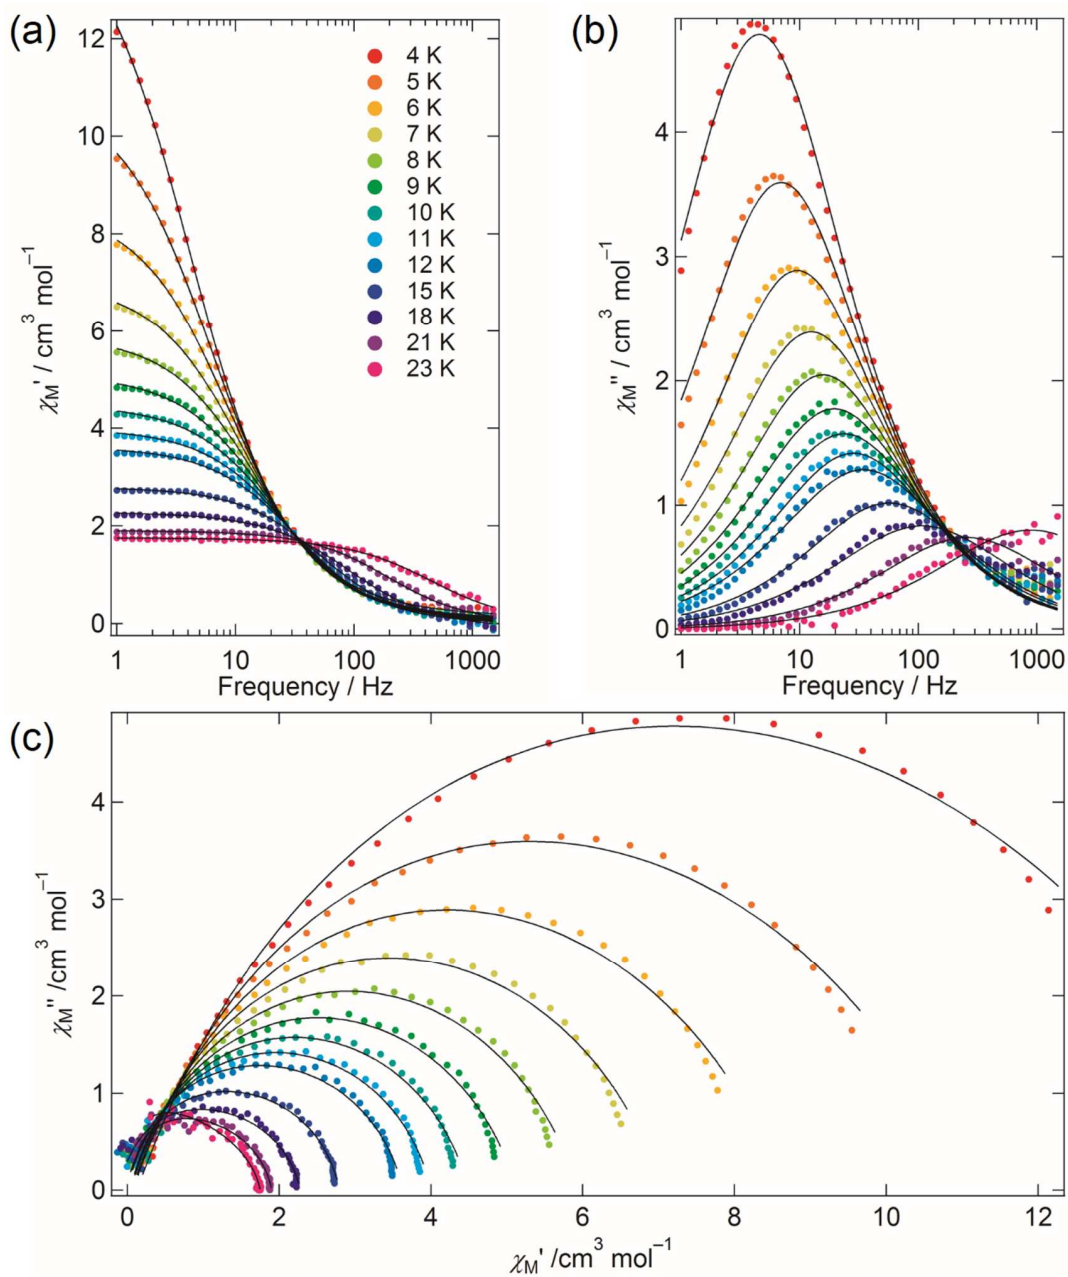 (a)
12
10
8
6
4
2
0
χM' / cm³ mol⁻¹
4 K
5 K
6 K
7 K
8 K
9 K
10 K
11 K
12 K
15 K
18 K
21 K
23 K
1 10 100 1000
Frequency / Hz
(b)
4
3
2
1
0
χM'' / cm³ mol⁻¹
1 10 100 1000
Frequency / Hz
(c)
4
3
2
1
0
χM'' /cm³ mol⁻¹
0 2 4 6 8 10 12
χM' /cm³ mol⁻¹